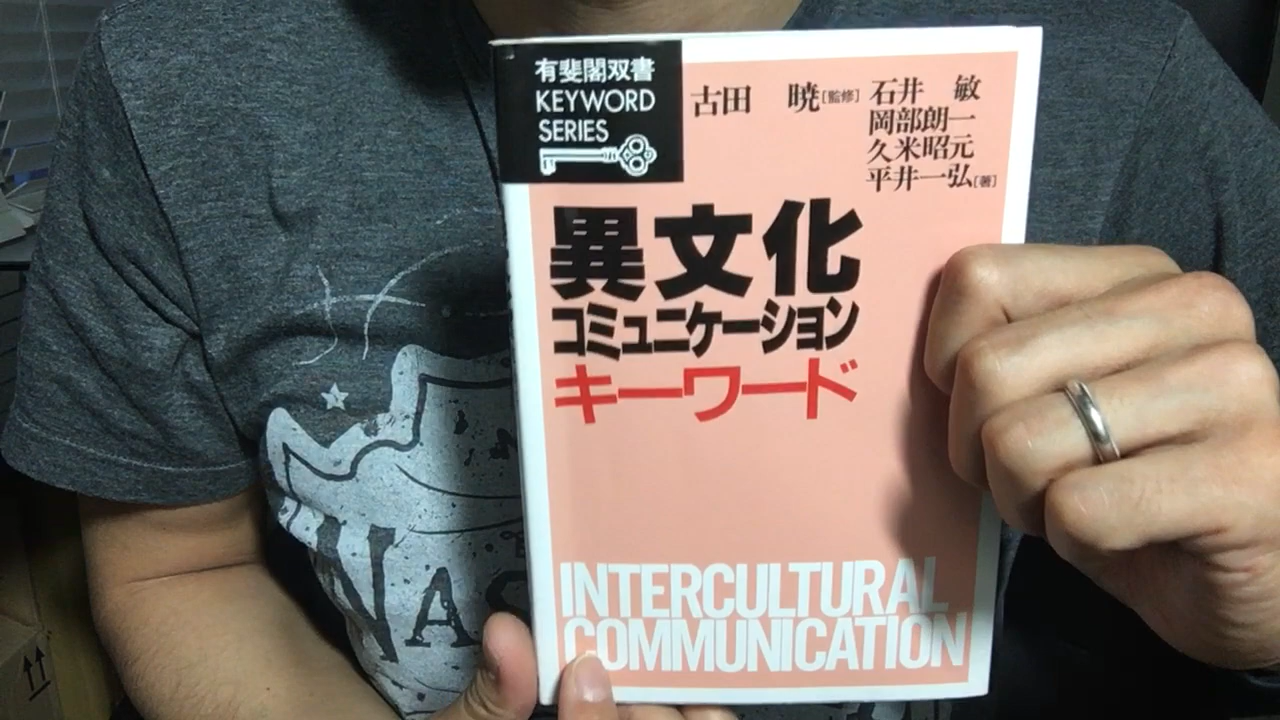 有斐閣双書
KEYWORD
SERIES
古田 暁[監修]
石井 敏
岡部朗一
久米昭元
平井一弘[著]
異文化
コミュニケーション
キーワード
INTERCULTURAL
COMMUNICATION